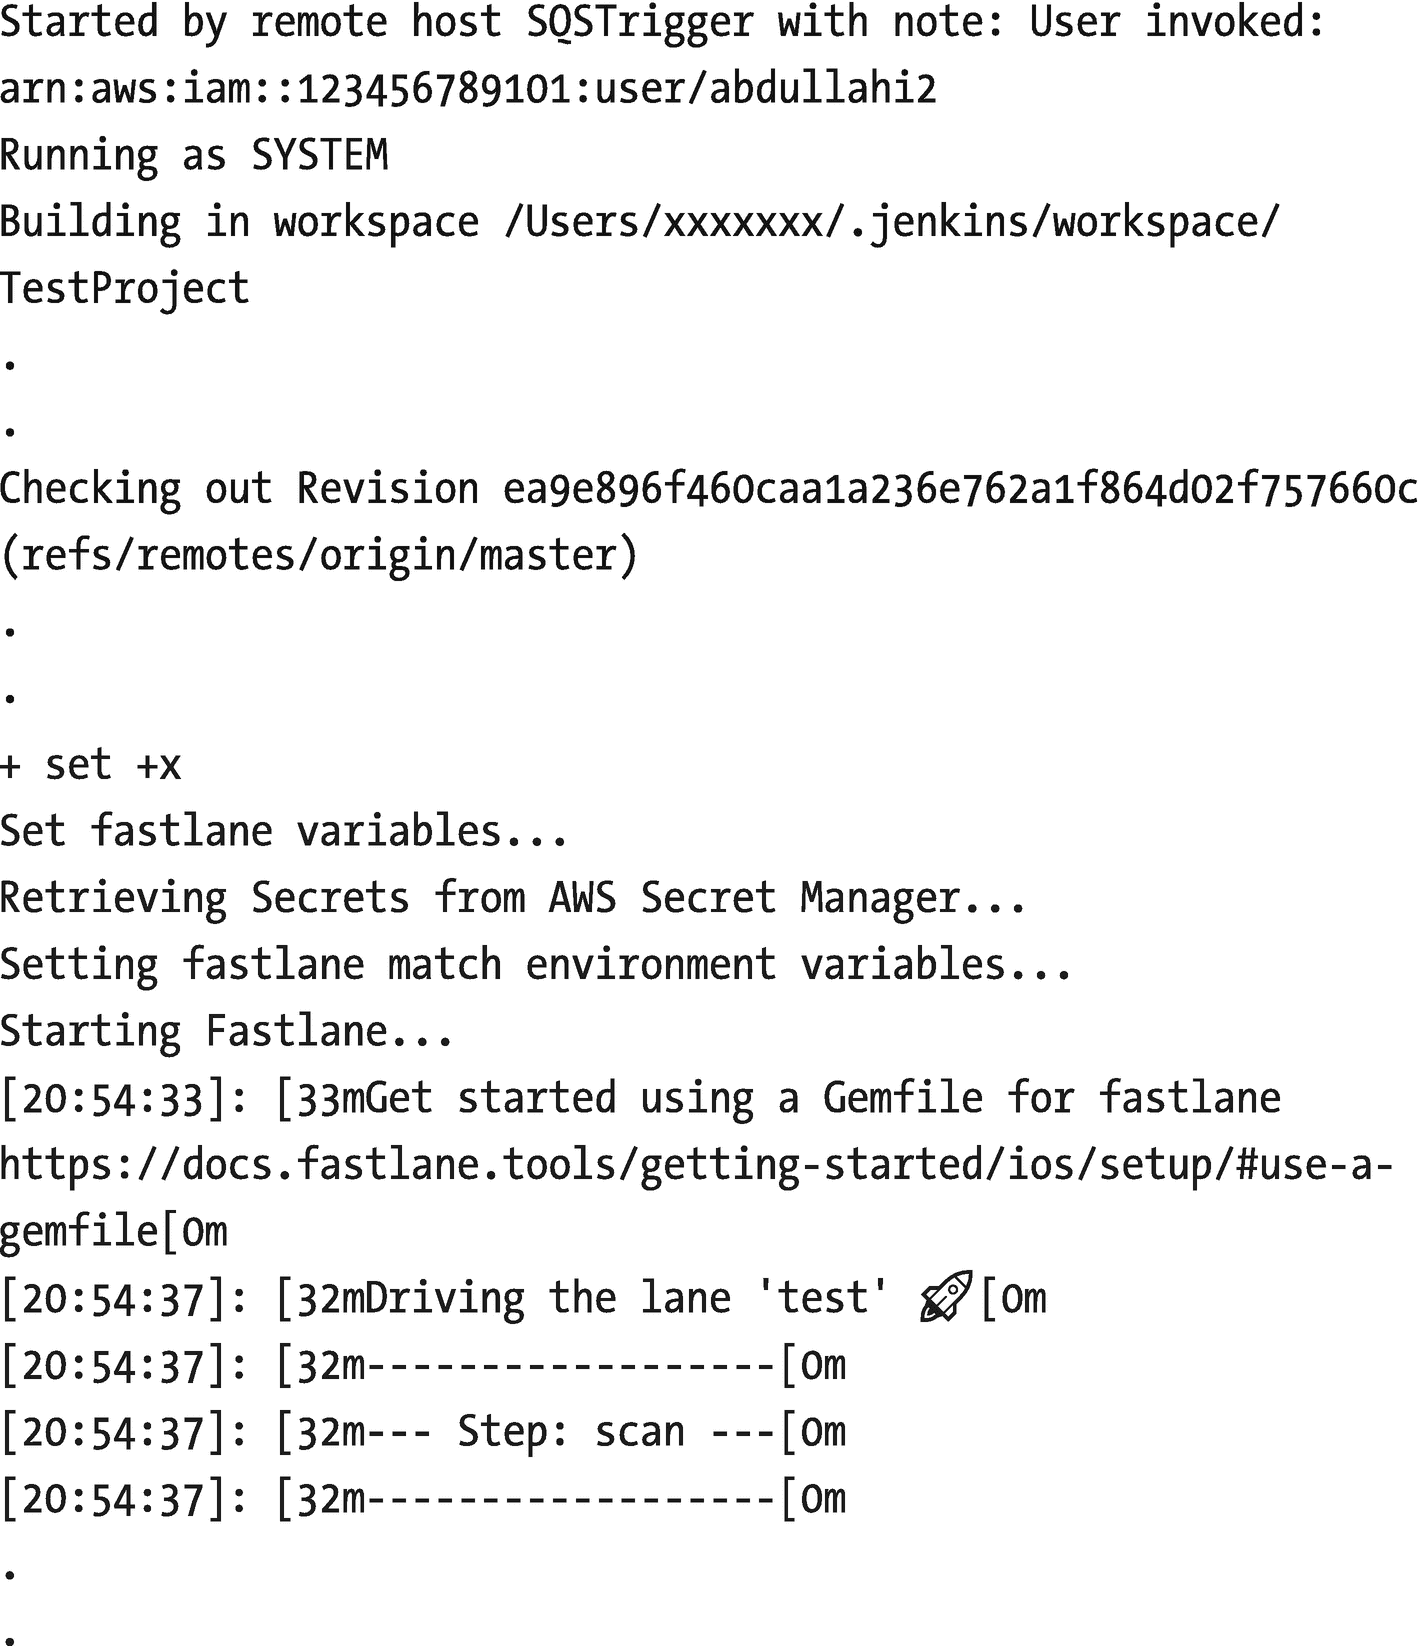 Started by remote host SQSTrigger with note: User invoked:
arn:aws:iam::123456789101:user/abdullahi2
Running as SYSTEM
Building in workspace /Users/xxxxxxx/.jenkins/workspace/
TestProject
.
.
Checking out Revision ea9e896f460caa1a236e762a1f864d02f757660c
(refs/remotes/origin/master)
.
.
+ set +x
Set fastlane variables...
Retrieving Secrets from AWS Secret Manager...
Setting fastlane match environment variables...
Starting Fastlane...
[20:54:33]: [33mGet started using a Gemfile for fastlane
https://docs.fastlane.tools/getting-started/ios/setup/#use-a-
gemfile[0m
[20:54:37]: [32mDriving the lane 'test' 🚀[0m
[20:54:37]: [32m------------------[0m
[20:54:37]: [32m--- Step: scan ---[0m
[20:54:37]: [32m------------------[0m
.
.